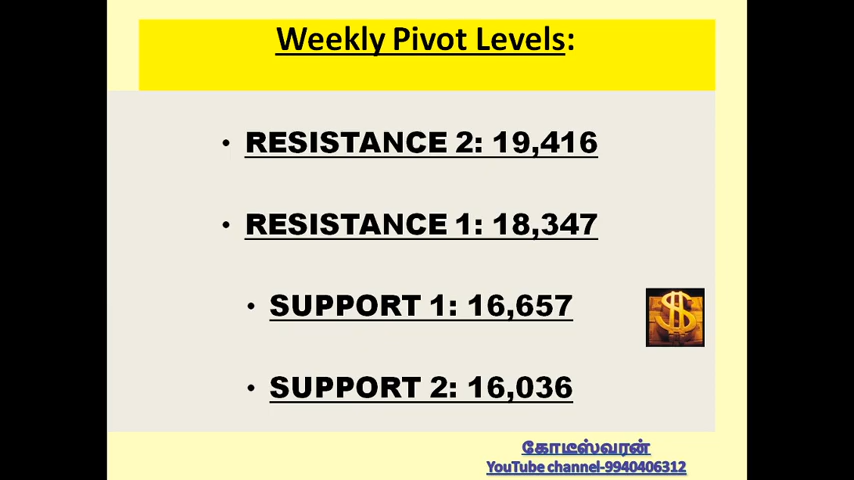 Weekly Pivot Levels:
• RESISTANCE 2: 19,416
• RESISTANCE 1: 18,347
• SUPPORT 1: 16,657
• SUPPORT 2: 16,036
கோடீஸ்வரன்
YouTube channel-9940406312